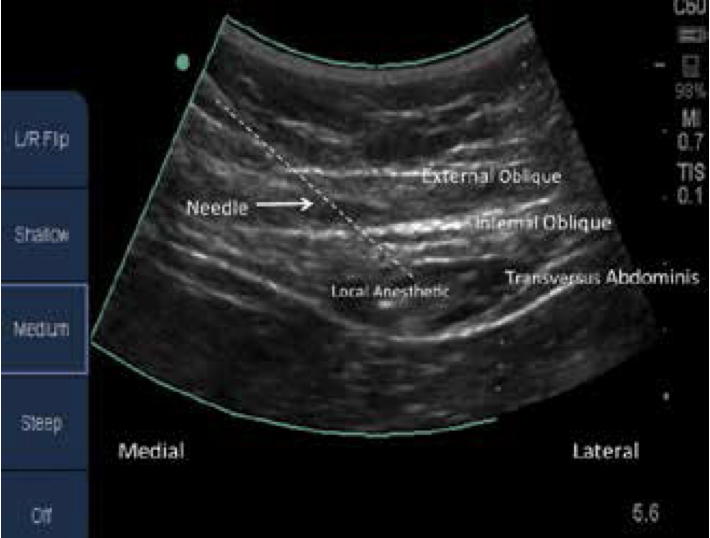 C60
98%
L/R Flip
MI
0.7
TIS
0.1
External Oblique
Needle
Internal Oblique
Shallow
Transversus Abdominis
Local Anesthetic
Medium
Steep
Medial
Lateral
Off
5.6